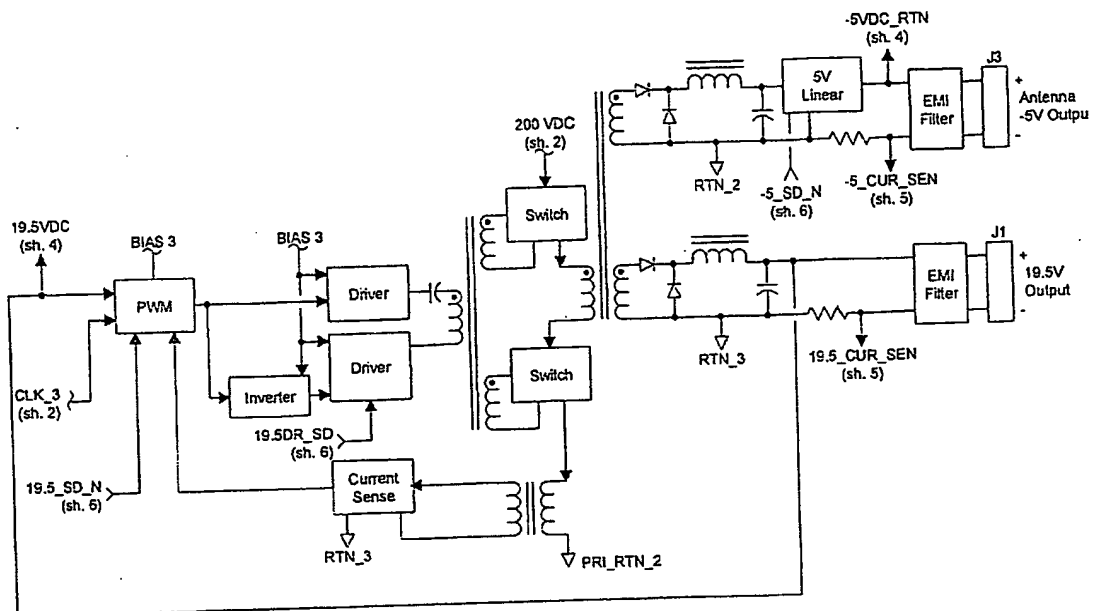 -5VDC_RTN
(sh. 4)
J3
5V
Linear
EMI
Filter
+
Antenna
-5V Outpu
-
200 VDC
(sh. 2)
RTN_2
-5_SD_N
(sh. 6)
-5_CUR_SEN
(sh. 5)
19.5VDC
(sh. 4)
BIAS 3
BIAS 3
Switch
J1
PWM
Driver
EMI
Filter
+
19.5V
Output
-
Driver
Switch
RTN_3
19.5_CUR_SEN
(sh. 5)
CLK_3
(sh. 2)
Inverter
19.5DR_SD
(sh. 6)
19.5_SD_N
(sh. 6)
Current
Sense
RTN_3
PRI_RTN_2